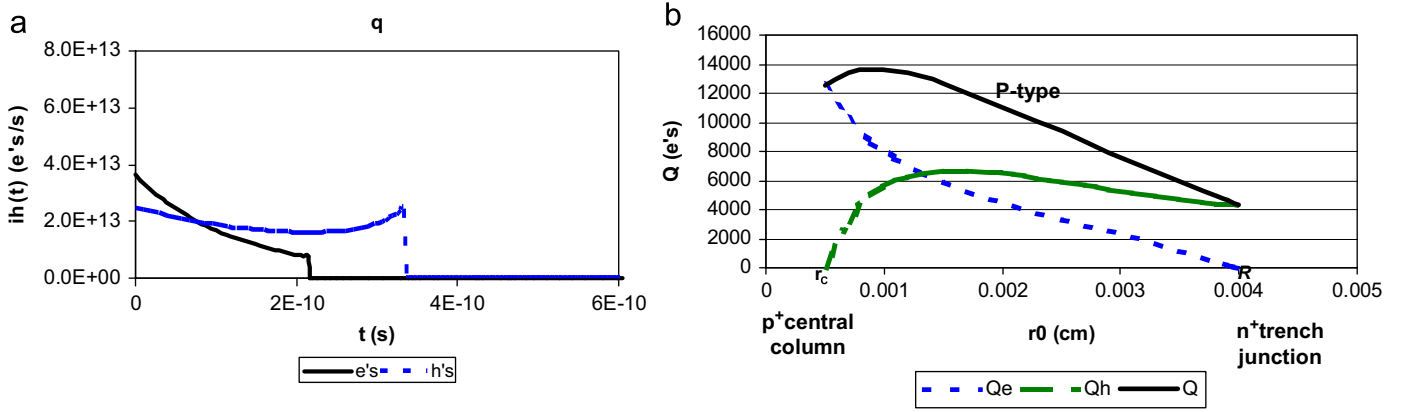 a
q
8.0E+13
6.0E+13
4.0E+13
2.0E+13
0.0E+00
ih(t) (e's/s)
0
2E-10
4E-10
6E-10
t (s)
e's
h's
b
16000
14000
12000
10000
8000
6000
4000
2000
0
Q (e's)
P-type
rc
R
0
0.001
0.002
0.003
0.004
0.005
p+central
column
r0 (cm)
n+trench
junction
Qe
Qh
Q